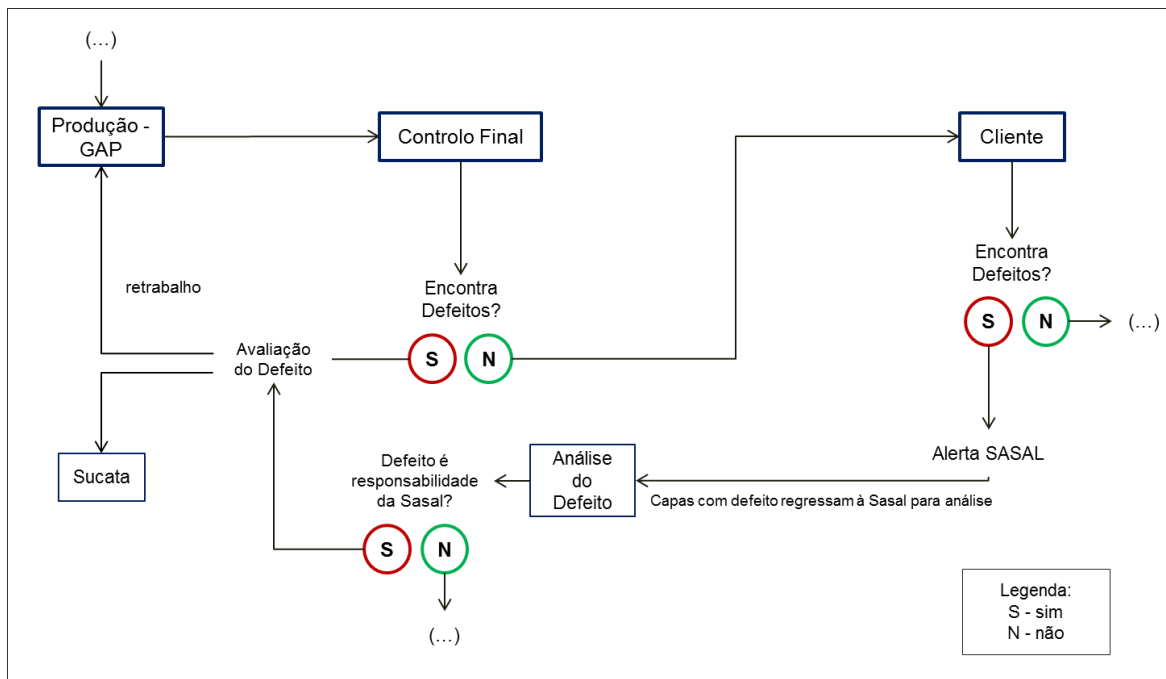 (...)
Produção -
GAP
Controlo Final
Cliente
retrabalho
Encontra
Defeitos?
S
N
Encontra
Defeitos?
S
N
(...)
Avaliação
do Defeito
Sucata
Defeito é
responsabilidade
da Sasal?
S
N
(...)
Análise
do
Defeito
Alerta SASAL
Capas com defeito regressam à Sasal para análise
Legenda:
S - sim
N - não